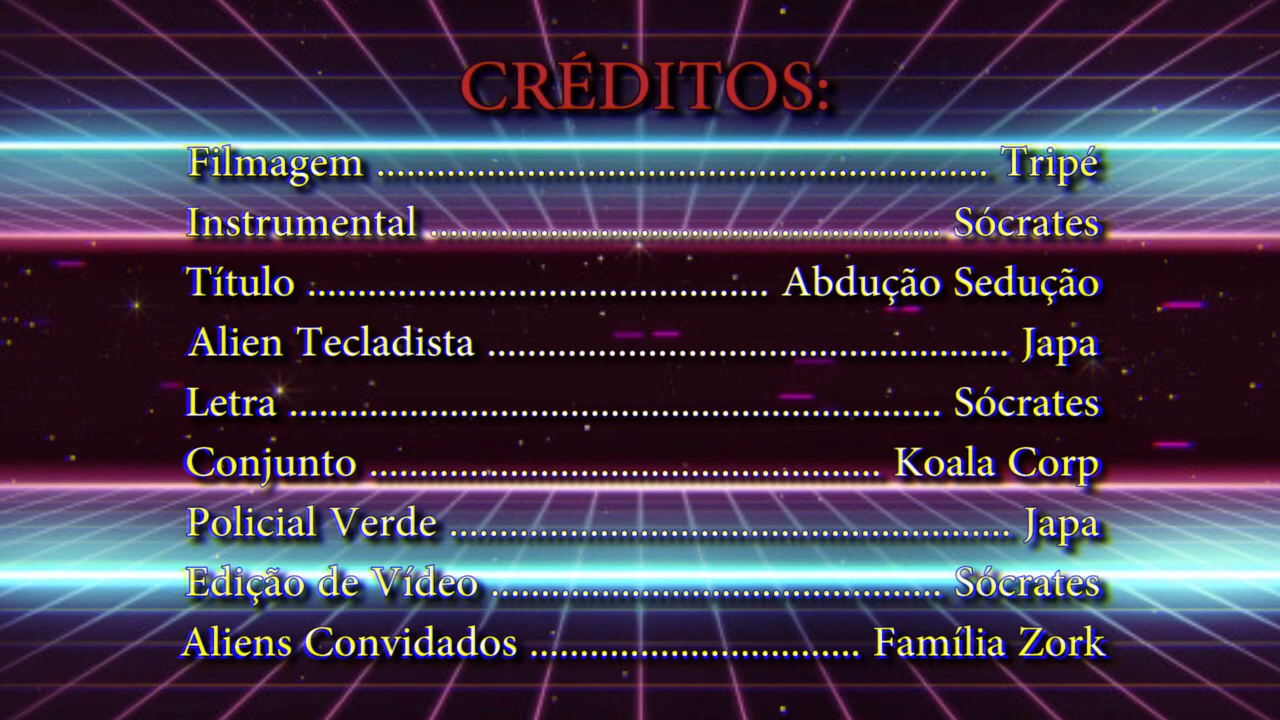 CRÉDITOS:
Filmagem ............................................................. Tripé
Instrumental ................................................... Sócrates
Título .............................................. Abdução Sedução
Alien Tecladista .................................................... Japa
Letra ................................................................. Sócrates
Conjunto ................................................... Koala Corp
Policial Verde ........................................................ Japa
Edição de Vídeo ............................................. Sócrates
Aliens Convidados ................................. Família Zork